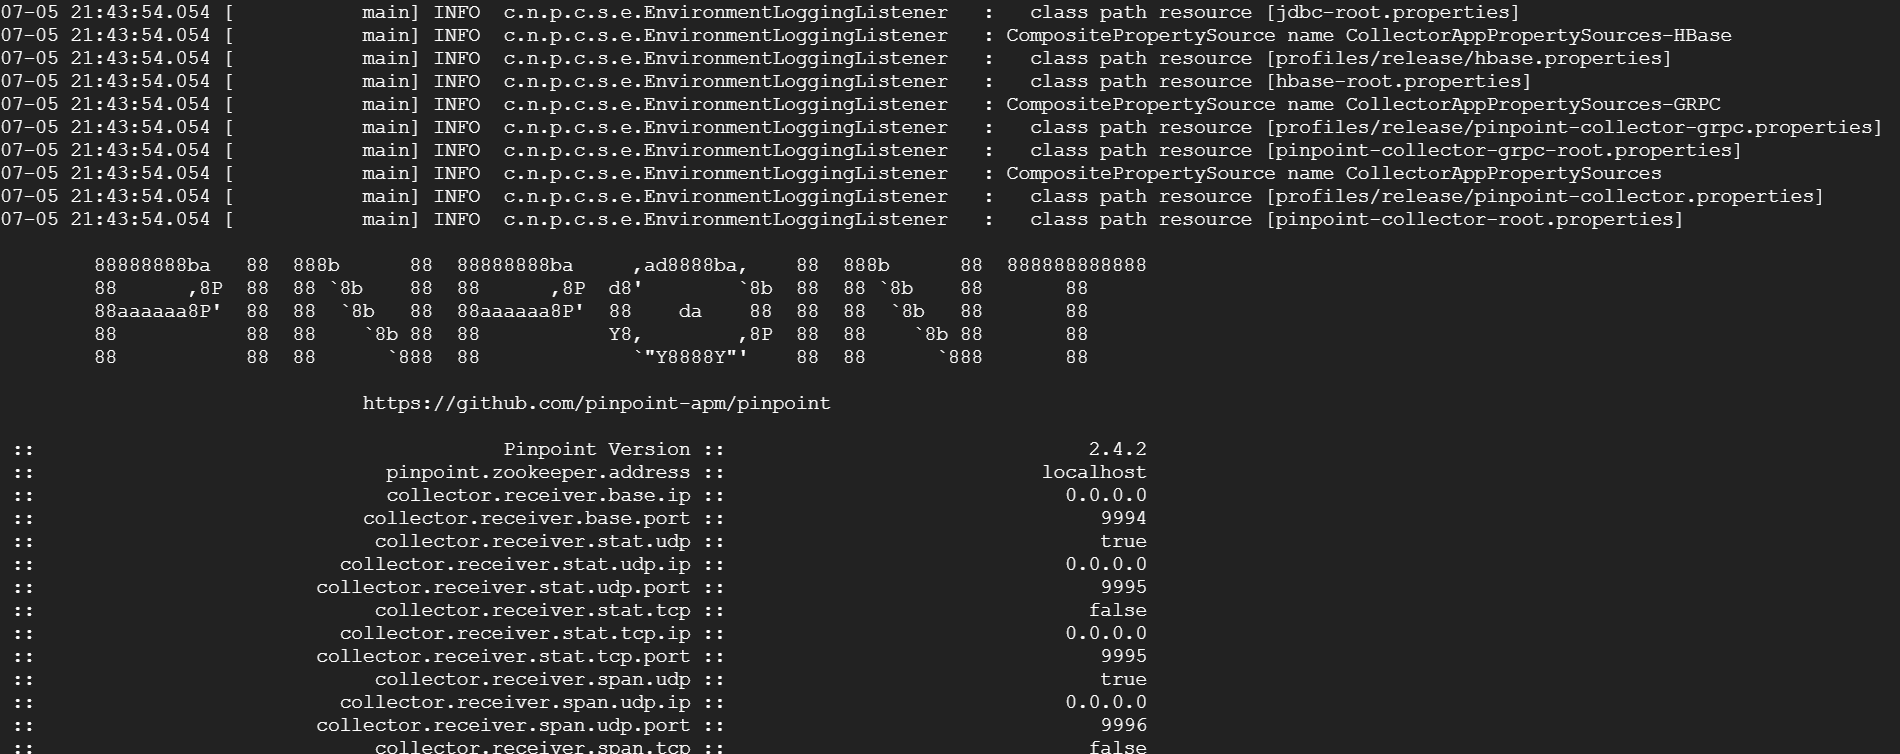 07-05 21:43:54.054 [           main] INFO  c.n.p.c.s.e.EnvironmentLoggingListener   :   class path resource [jdbc-root.properties]
07-05 21:43:54.054 [           main] INFO  c.n.p.c.s.e.EnvironmentLoggingListener   : CompositePropertySource name CollectorAppPropertySources-HBase
07-05 21:43:54.054 [           main] INFO  c.n.p.c.s.e.EnvironmentLoggingListener   :   class path resource [profiles/release/hbase.properties]
07-05 21:43:54.054 [           main] INFO  c.n.p.c.s.e.EnvironmentLoggingListener   :   class path resource [hbase-root.properties]
07-05 21:43:54.054 [           main] INFO  c.n.p.c.s.e.EnvironmentLoggingListener   : CompositePropertySource name CollectorAppPropertySources-GRPC
07-05 21:43:54.054 [           main] INFO  c.n.p.c.s.e.EnvironmentLoggingListener   :   class path resource [profiles/release/pinpoint-collector-grpc.properties]
07-05 21:43:54.054 [           main] INFO  c.n.p.c.s.e.EnvironmentLoggingListener   :   class path resource [pinpoint-collector-grpc-root.properties]
07-05 21:43:54.054 [           main] INFO  c.n.p.c.s.e.EnvironmentLoggingListener   : CompositePropertySource name CollectorAppPropertySources
07-05 21:43:54.054 [           main] INFO  c.n.p.c.s.e.EnvironmentLoggingListener   :   class path resource [profiles/release/pinpoint-collector.properties]
07-05 21:43:54.054 [           main] INFO  c.n.p.c.s.e.EnvironmentLoggingListener   :   class path resource [pinpoint-collector-root.properties]
        88888888ba   88  888b      88  88888888ba     ,ad8888ba,    88  888b      88  888888888888
        88      ,8P  88  88 `8b    88  88      ,8P  d8'        `8b  88  88 `8b    88       88
        88aaaaaa8P'  88  88  `8b   88  88aaaaaa8P'  88    da    88  88  88  `8b   88       88
        88           88  88    `8b 88  88           Y8,        ,8P  88  88    `8b 88       88
        88           88  88      `888  88             `"Y8888Y"'    88  88      `888       88
https://github.com/pinpoint-apm/pinpoint
 ::                                        Pinpoint Version ::                               2.4.2
 ::                              pinpoint.zookeeper.address ::                           localhost
 ::                              collector.receiver.base.ip ::                             0.0.0.0
 ::                            collector.receiver.base.port ::                                9994
 ::                             collector.receiver.stat.udp ::                                true
 ::                          collector.receiver.stat.udp.ip ::                             0.0.0.0
 ::                        collector.receiver.stat.udp.port ::                                9995
 ::                             collector.receiver.stat.tcp ::                               false
 ::                          collector.receiver.stat.tcp.ip ::                             0.0.0.0
 ::                        collector.receiver.stat.tcp.port ::                                9995
 ::                             collector.receiver.span.udp ::                                true
 ::                          collector.receiver.span.udp.ip ::                             0.0.0.0
 ::                        collector.receiver.span.udp.port ::                                9996
 ::                             collector.receiver.span.tcp ::                               false